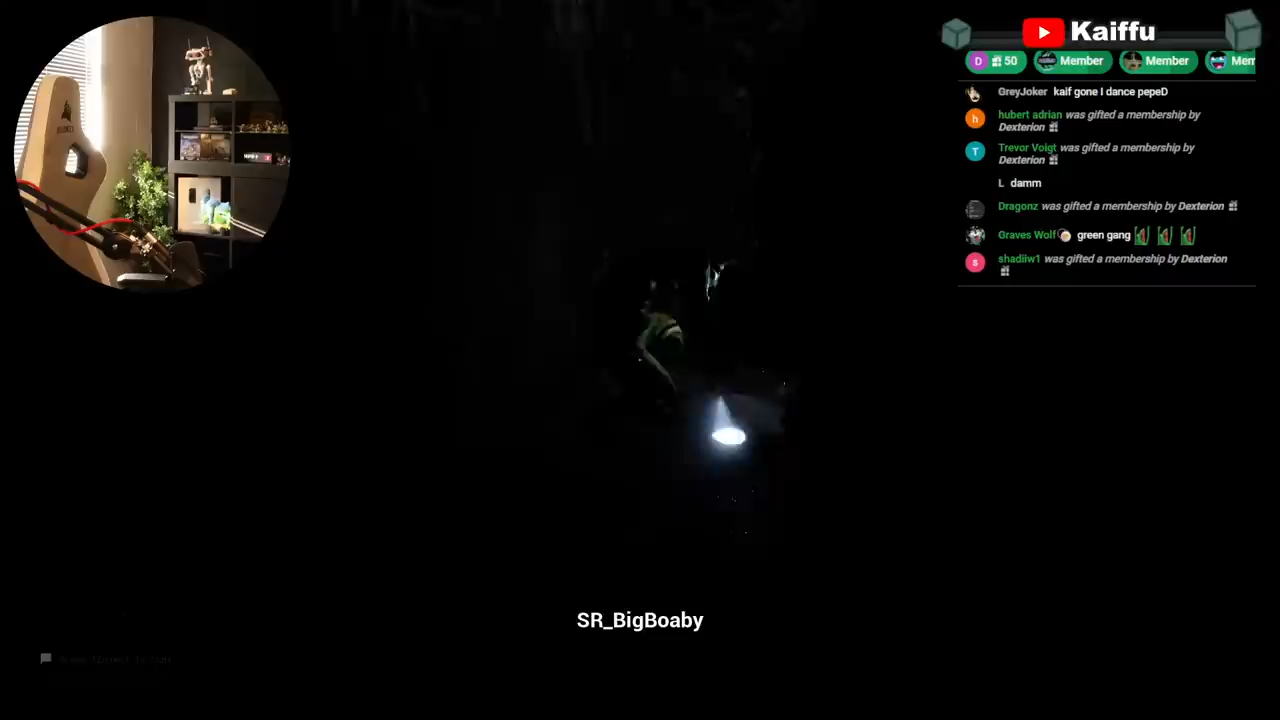 Kaiffu
D 50 Member Member Mem
GreyJoker kaif gone I dance pepeD
hubert adrian was gifted a membership by
Dexterion
Trevor Voigt was gifted a membership by
Dexterion
L damm
Dragonz was gifted a membership by Dexterion
Graves Wolf green gang
shadiiw1 was gifted a membership by Dexterion
SR_BigBoaby